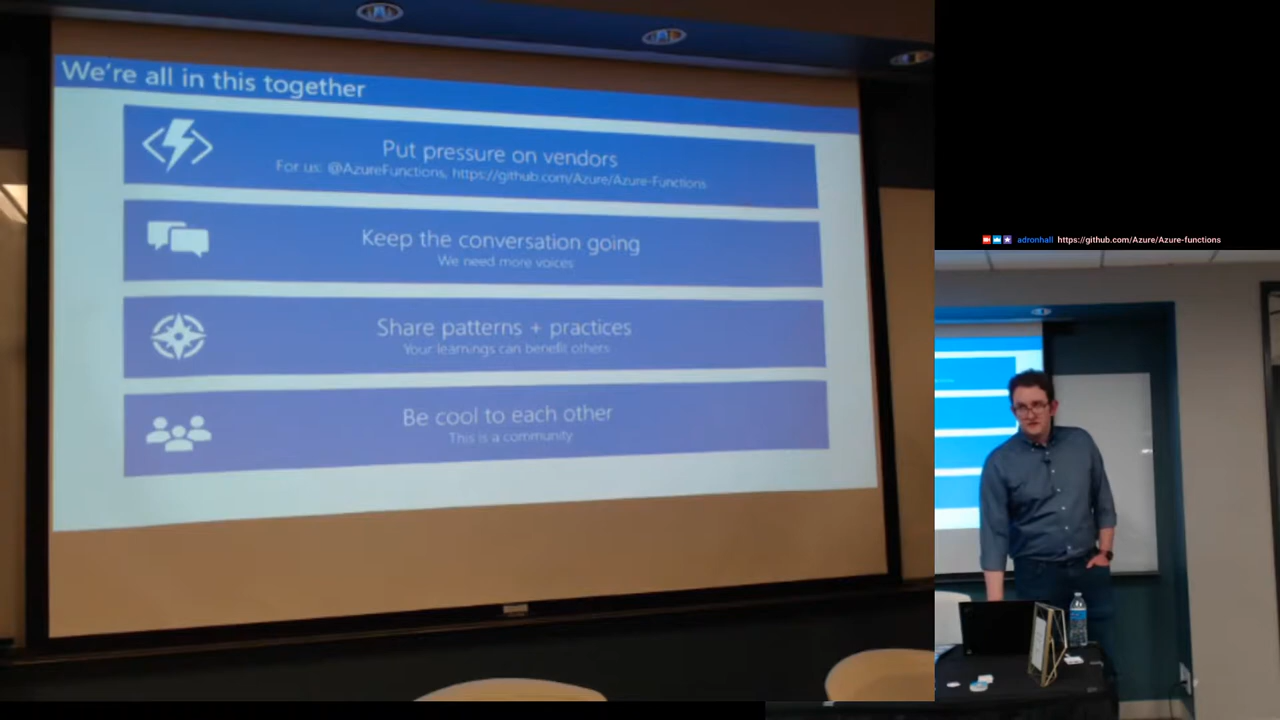 We're all in this together
Put pressure on vendors
For us: @AzureFunctions, https://github.com/Azure/Azure-Functions
Keep the conversation going
We need more voices
Share patterns + practices
Your learnings can benefit others
Be cool to each other
This is a community
adronhall https://github.com/Azure/Azure-functions